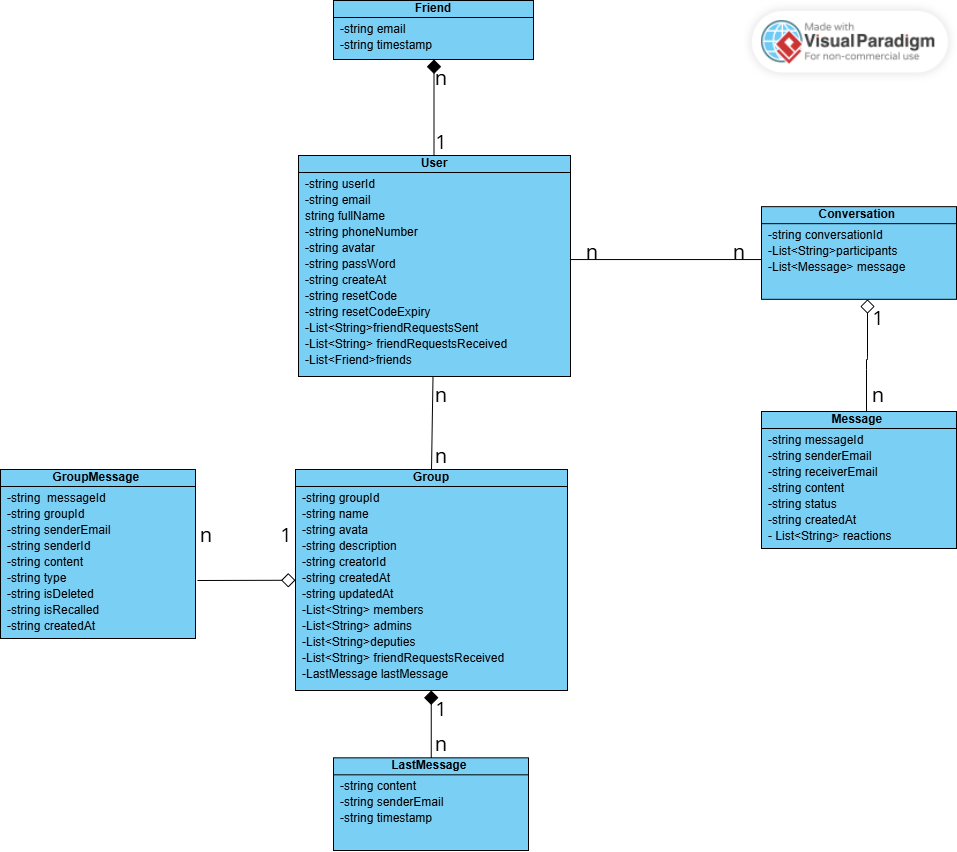 Friend
-string email
-string timestamp
Made with
VisualParadigm
For non-commercial use
n
1
User
-string userId
-string email
string fullName
-string phoneNumber
-string avatar
-string passWord
-string createAt
-string resetCode
-string resetCodeExpiry
-List<String>friendRequestsSent
-List<String> friendRequestsReceived
-List<Friend>friends
n
n
Conversation
-string conversationId
-List<String>participants
-List<Message> message
1
n
Message
-string messageId
-string senderEmail
-string receiverEmail
-string content
-string status
-string createdAt
- List<String> reactions
n
n
GroupMessage
-string  messageId
-string groupId
-string senderEmail
-string senderId
-string content
-string type
-string isDeleted
-string isRecalled
-string createdAt
n
1
Group
-string groupId
-string name
-string avata
-string description
-string creatorId
-string createdAt
-string updatedAt
-List<String> members
-List<String> admins
-List<String>deputies
-List<String> friendRequestsReceived
-LastMessage lastMessage
1
n
LastMessage
-string content
-string senderEmail
-string timestamp